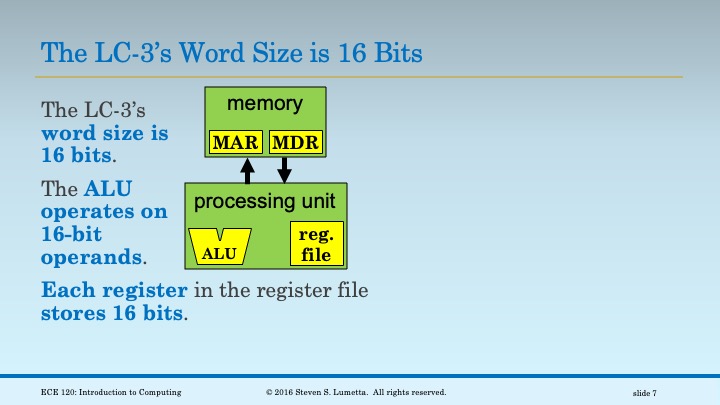 The LC-3’s Word Size is 16 Bits
The LC-3’s
word size is
16 bits.
The ALU
operates on
16-bit
operands.
Each register in the register file
stores 16 bits.
memory
MAR MDR
processing unit
ALU
reg.
file
ECE 120: Introduction to Computing
© 2016 Steven S. Lumetta. All rights reserved.
slide 7